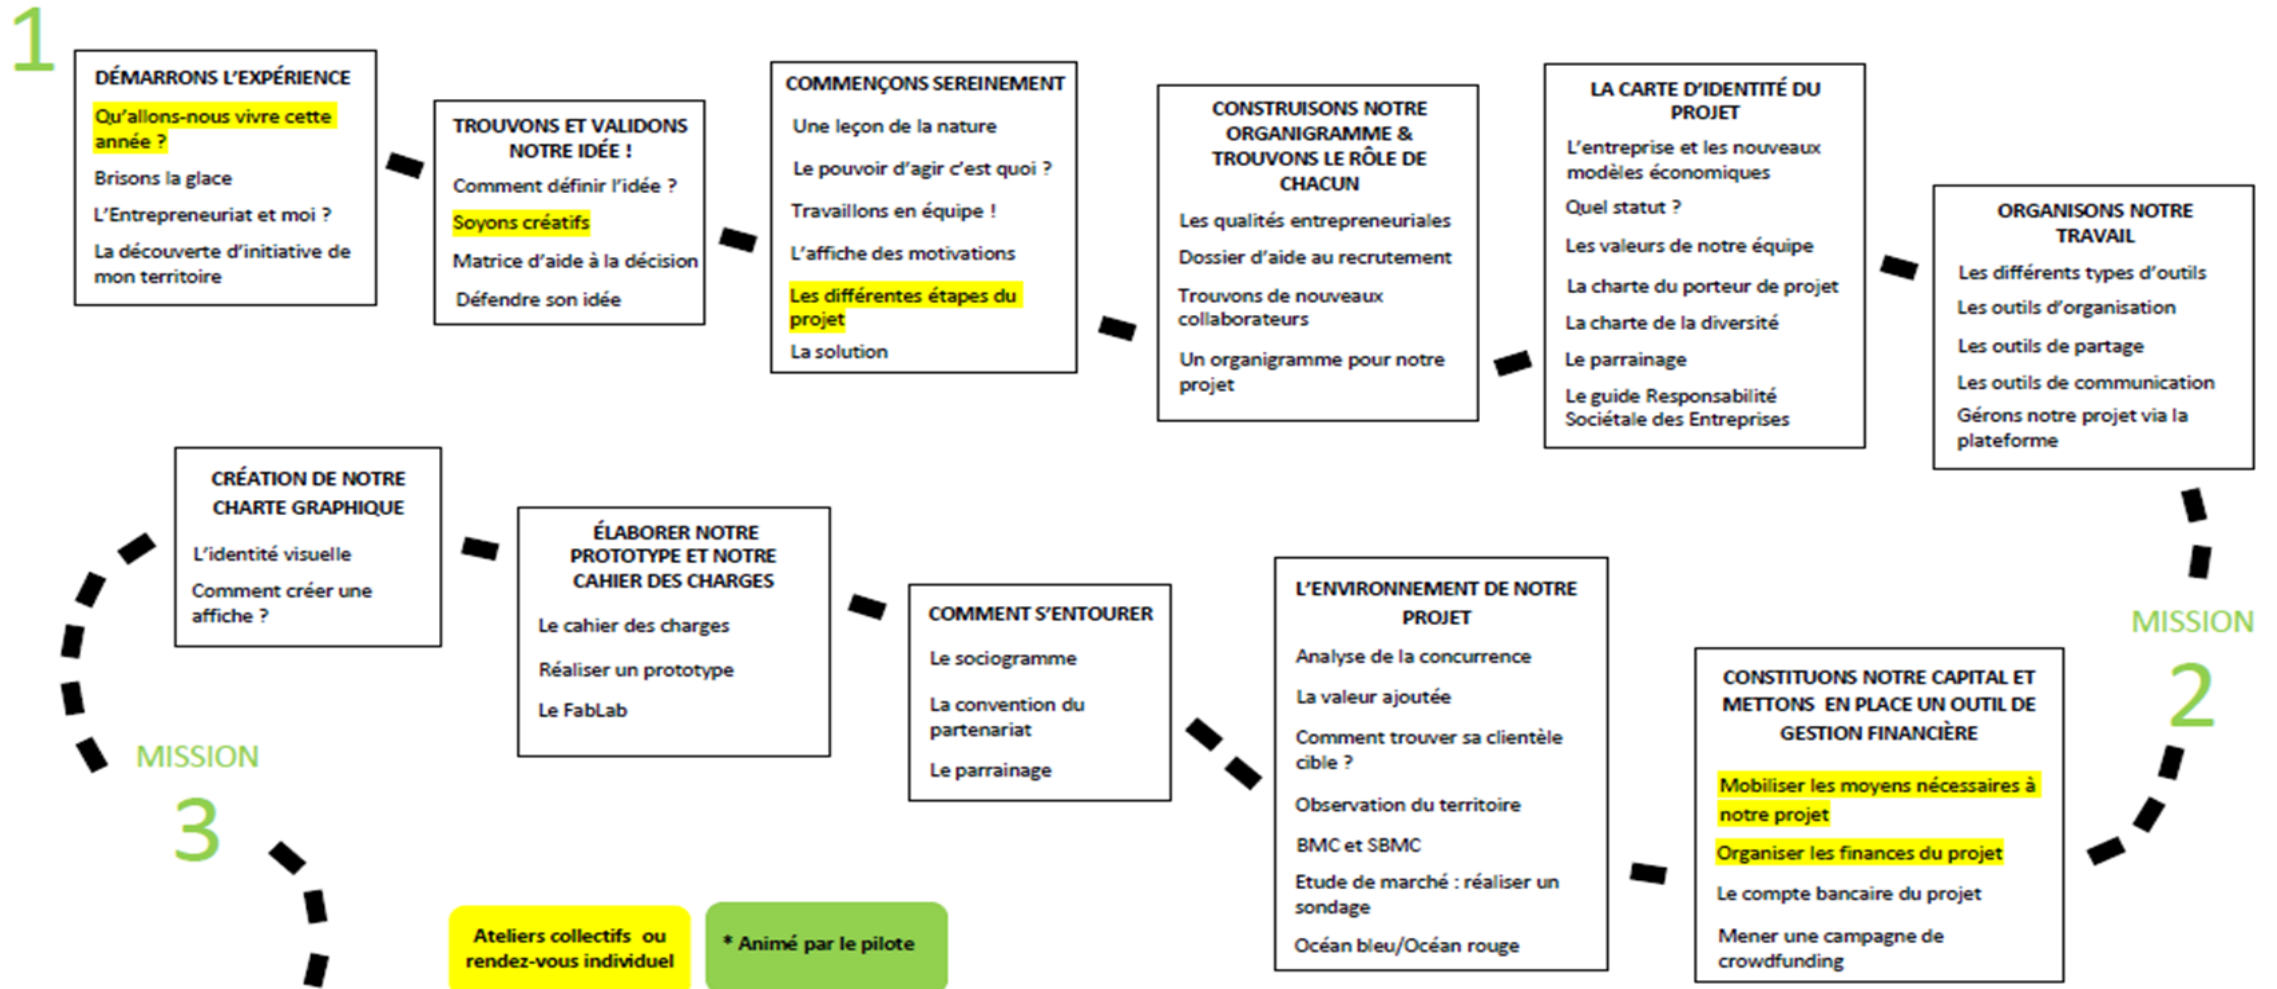 1
DÉMARRONS L'EXPÉRIENCE
Qu'allons-nous vivre cette
année ?
Brisons la glace
L'Entrepreneuriat et moi ?
La découverte d'initiative de
mon territoire
TROUVONS ET VALIDONS
NOTRE IDÉE !
Comment définir l'idée ?
Soyons créatifs
Matrice d'aide à la décision
Défendre son idée
COMMENÇONS SEREINEMENT
Une leçon de la nature
Le pouvoir d'agir c'est quoi ?
Travaillons en équipe !
L'affiche des motivations
Les différentes étapes du
projet
La solution
CONSTRUISONS NOTRE
ORGANIGRAMME &
TROUVONS LE RÔLE DE
CHACUN
Les qualités entrepreneuriales
Dossier d'aide au recrutement
Trouvons de nouveaux
collaborateurs
Un organigramme pour notre
projet
LA CARTE D'IDENTITÉ DU
PROJET
L'entreprise et les nouveaux
modèles économiques
Quel statut ?
Les valeurs de notre équipe
La charte du porteur de projet
La charte de la diversité
Le parrainage
Le guide Responsabilité
Sociétale des Entreprises
ORGANISONS NOTRE
TRAVAIL
Les différents types d'outils
Les outils d'organisation
Les outils de partage
Les outils de communication
Gérons notre projet via la
plateforme
MISSION
2
CONSTITUONS NOTRE CAPITAL ET
METTONS EN PLACE UN OUTIL DE
GESTION FINANCIÈRE
Mobiliser les moyens nécessaires à
notre projet
Organiser les finances du projet
Le compte bancaire du projet
Mener une campagne de
crowdfunding
L'ENVIRONNEMENT DE NOTRE
PROJET
Analyse de la concurrence
La valeur ajoutée
Comment trouver sa clientèle
cible ?
Observation du territoire
BMC et SBMC
Etude de marché : réaliser un
sondage
Océan bleu/Océan rouge
COMMENT S'ENTOURER
Le sociogramme
La convention du
partenariat
Le parrainage
ÉLABORER NOTRE
PROTOTYPE ET NOTRE
CAHIER DES CHARGES
Le cahier des charges
Réaliser un prototype
Le FabLab
CRÉATION DE NOTRE
CHARTE GRAPHIQUE
L'identité visuelle
Comment créer une
affiche ?
MISSION
3
Ateliers collectifs ou
rendez-vous individuel
* Animé par le pilote